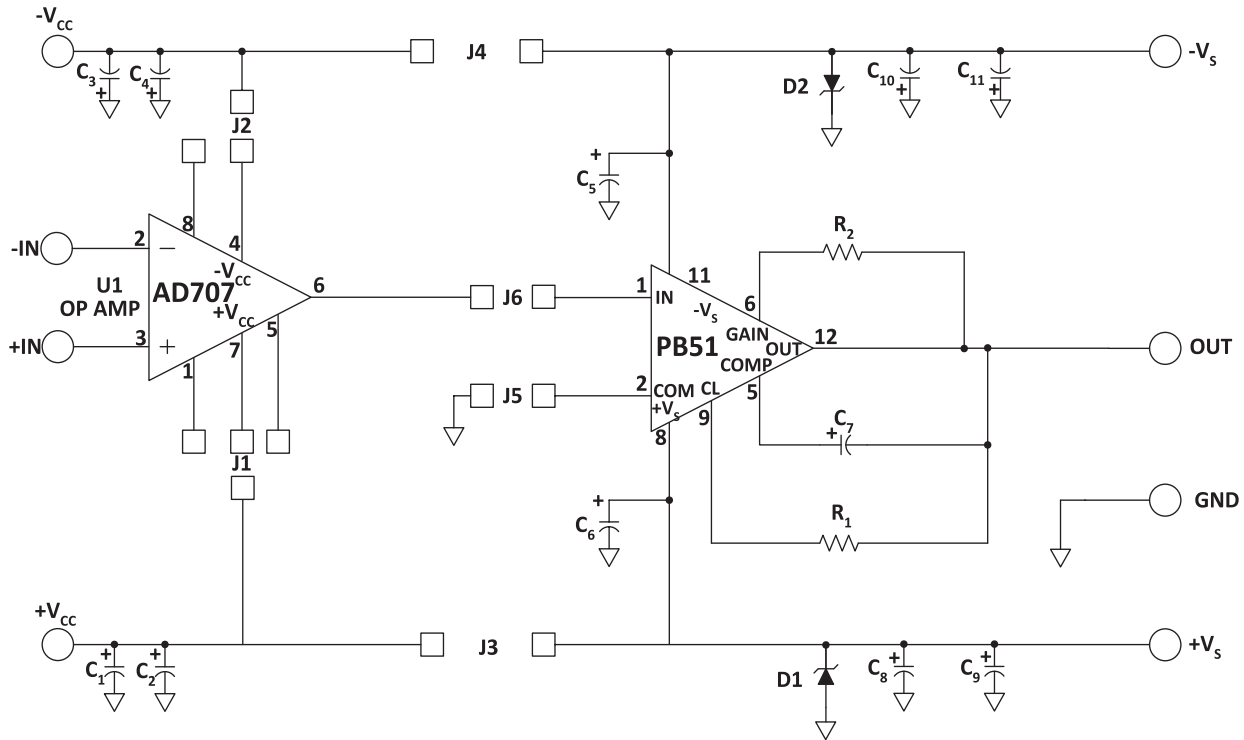 -VCC
J4
-VS
C3
+
C4
+
D2
C10
+
C11
+
J2
+
C5
8
4
R2
-IN
2
−
-VCC
6
11
U1
OP AMP
AD707
J6
1
IN
-VS
6
GAIN
+VCC
5
PB51
OUT
12
OUT
+IN
3
+
7
COMP
1
J5
2
COM
CL
5
+VS
9
C7
+
8
J1
+
C6
R1
GND
+VCC
J3
+VS
+
C1
+
C2
D1
+
C8
+
C9